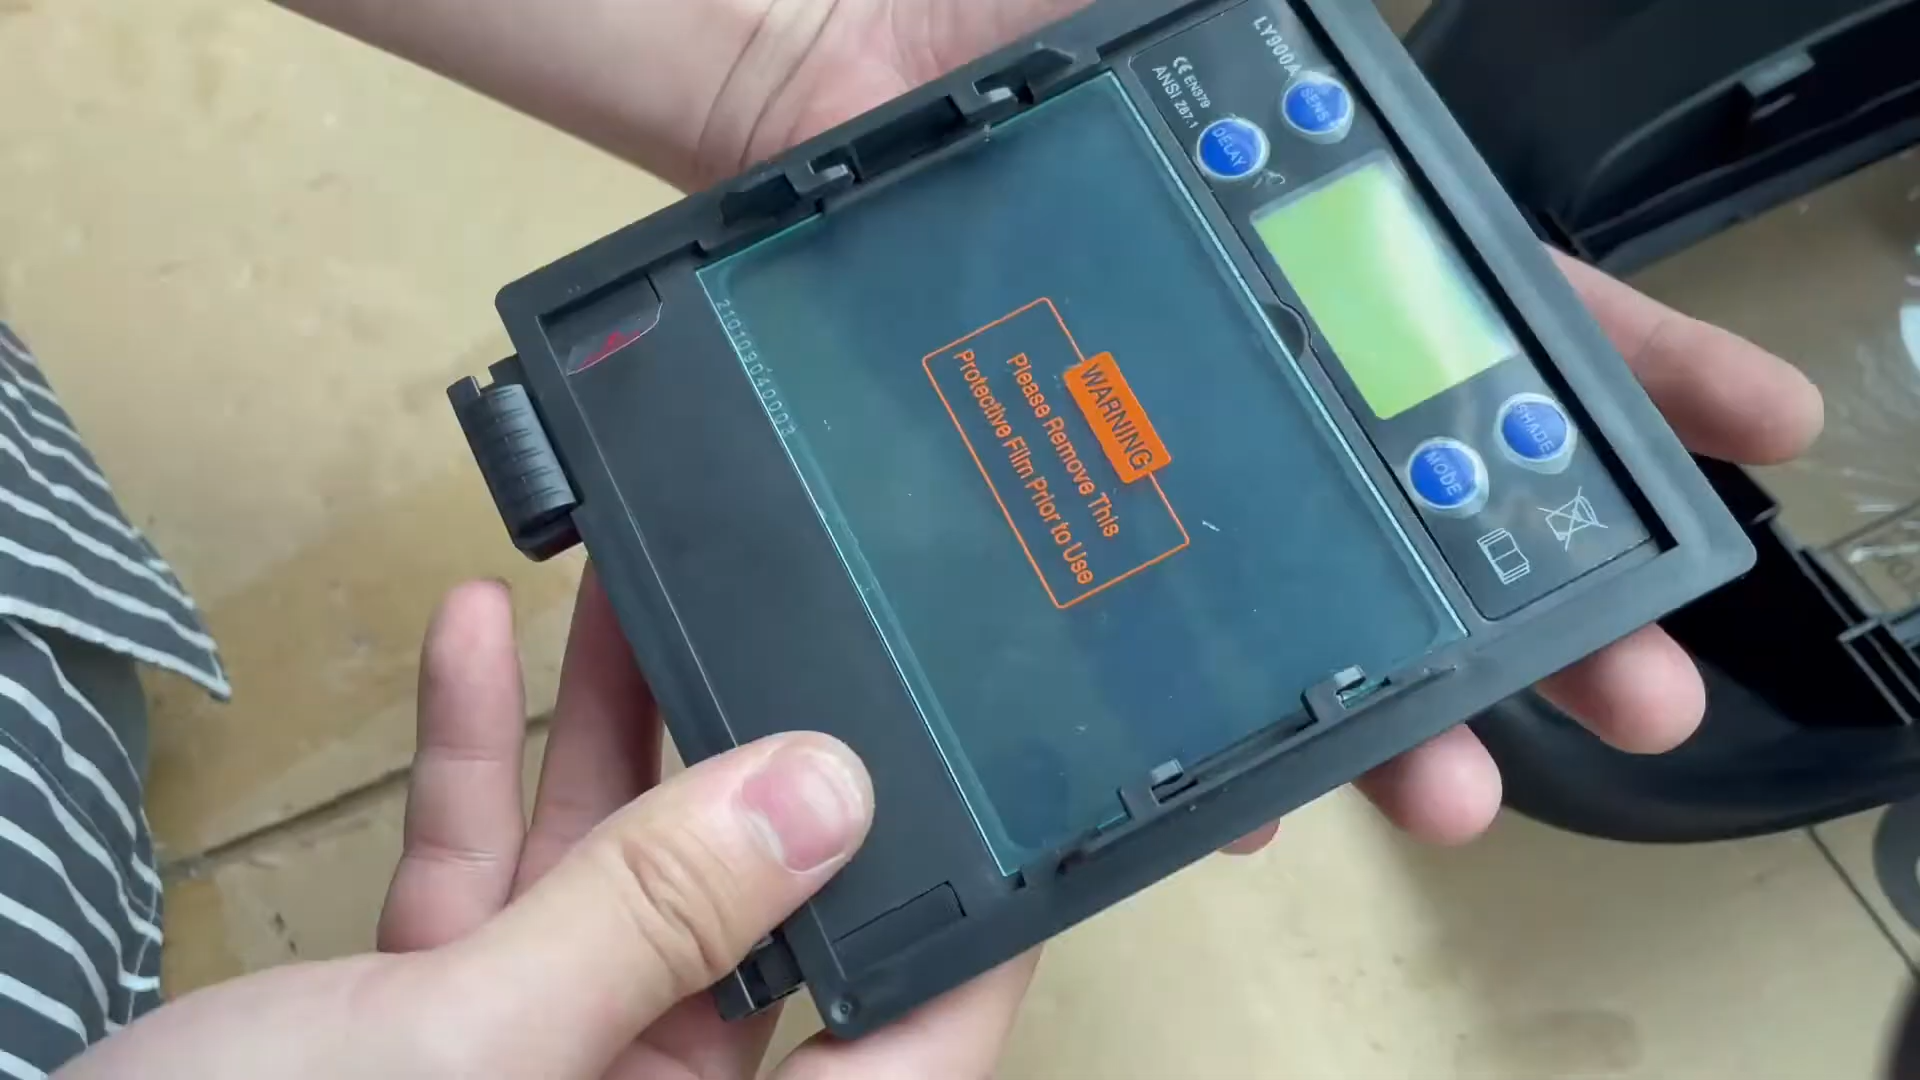 LY900A
SENS
DELAY
CE EN379
ANSI Z87.1
SHADE
MODE
WARNING
Please Remove This
Protective Film Prior to Use
2101090400003